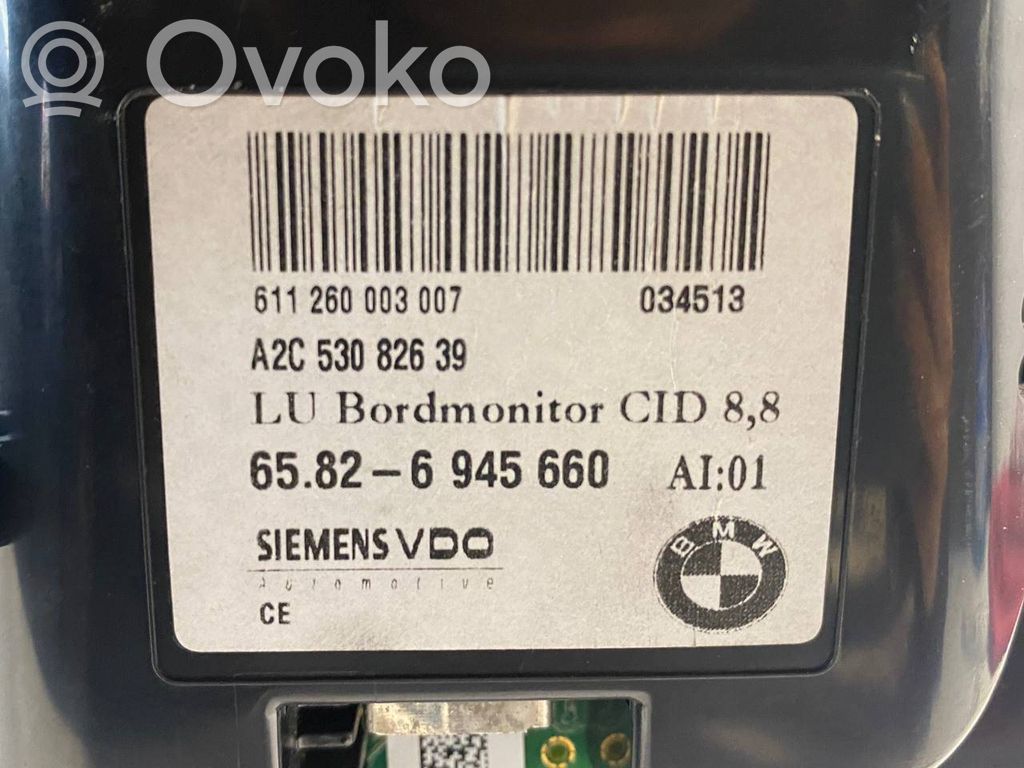 Ovoko
611 260 003 007 034513
A2C 530 826 39
LU Bordmonitor CID 8,8
65.82-6 945 660 AI:01
SIEMENS VDO
Automotive
BMW
CE